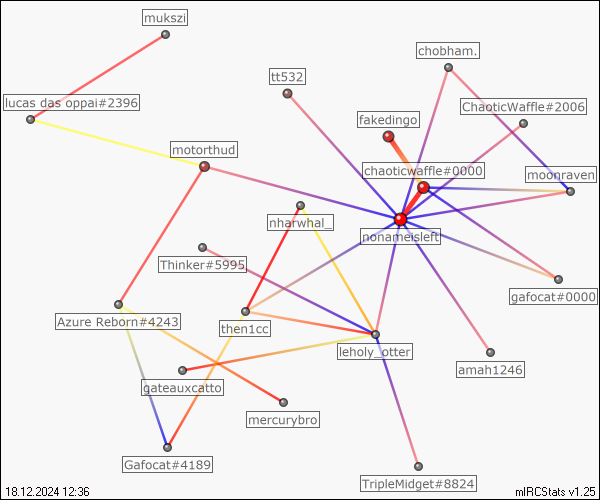 mukszi
chobham.
tt532
lucas das oppai#2396
ChaoticWaffle#2006
fakedingo
motorthud
chaoticwaffle#0000
moonraven
nharwhal_
nonameisleft
Thinker#5995
gafocat#0000
Azure Reborn#4243
then1cc
leholy_otter
amah1246
gateauxcatto
mercurybro
Gafocat#4189
TripleMidget#8824
18.12.2024 12:36
mIRCStats v1.25